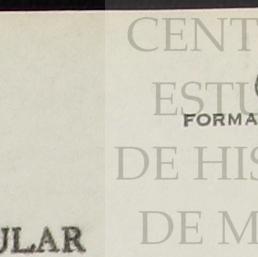 CENT
ESTU
FORMA
DE HIS
DE M
ULAR